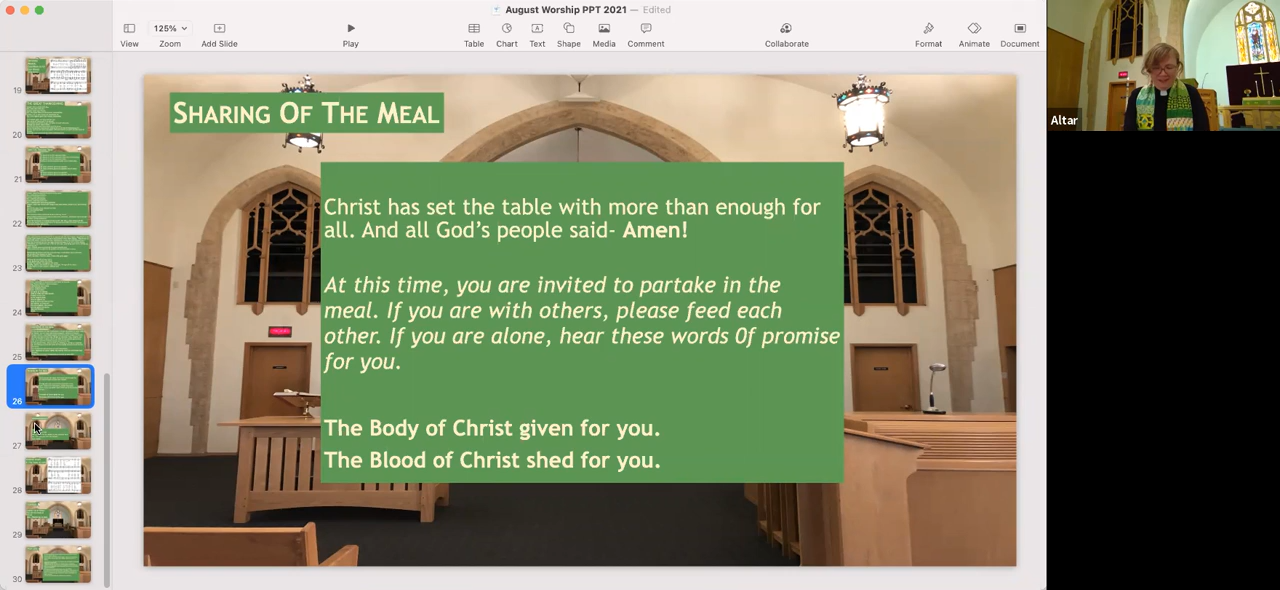 August Worship PPT 2021 — Edited
125%
View
Zoom
Add Slide
Play
Table
Chart
Text
Shape
Media
Comment
Collaborate
Format
Animate
Document
19
20
21
22
23
24
25
26
27
28
29
30
Sharing Of The Meal
Christ has set the table with more than enough for
all. And all God’s people said- Amen!
At this time, you are invited to partake in the
meal. If you are with others, please feed each
other. If you are alone, hear these words 0f promise
for you.
The Body of Christ given for you.
The Blood of Christ shed for you.
Altar